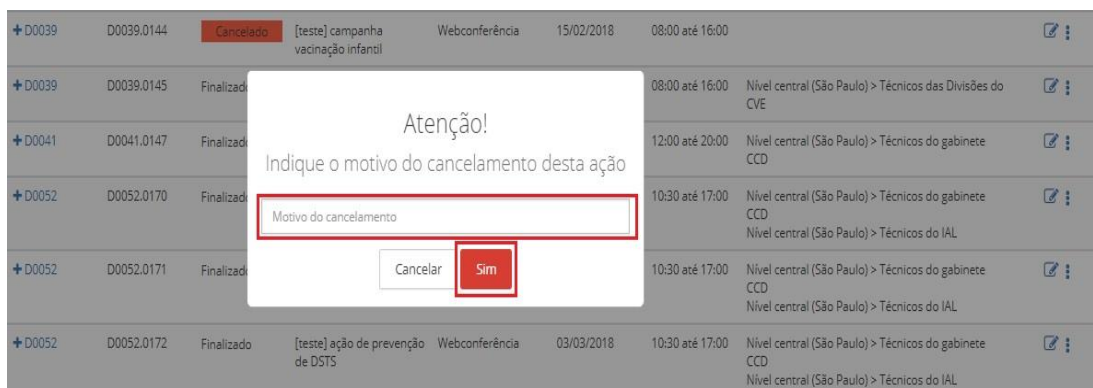 + D0039 D0039.0144 Cancelado [teste] campanha Webconferência 15/02/2018 08:00 até 16:00
vacinação infantil
+ D0039 D0039.0145 Finalizado 08:00 até 16:00 Nível central (São Paulo) > Técnicos das Divisões do
CVE
Atenção!
+ D0041 D0041.0147 Finalizado 12:00 até 20:00 Nível central (São Paulo) > Técnicos do gabinete
CCD
Indique o motivo do cancelamento desta ação
+ D0052 D0052.0170 Finalizado 10:30 até 17:00 Nível central (São Paulo) > Técnicos do gabinete
CCD
Motivo do cancelamento
Nível central (São Paulo) > Técnicos do IAL
+ D0052 D0052.0171 Finalizado 10:30 até 17:00 Nível central (São Paulo) > Técnicos do gabinete
Cancelar Sim
CCD
Nível central (São Paulo) > Técnicos do IAL
+ D0052 D0052.0172 Finalizado [teste] ação de prevenção Webconferência 03/03/2018 10:30 até 17:00 Nível central (São Paulo) > Técnicos do gabinete
de DSTS CCD
Nível central (São Paulo) > Técnicos do IAL